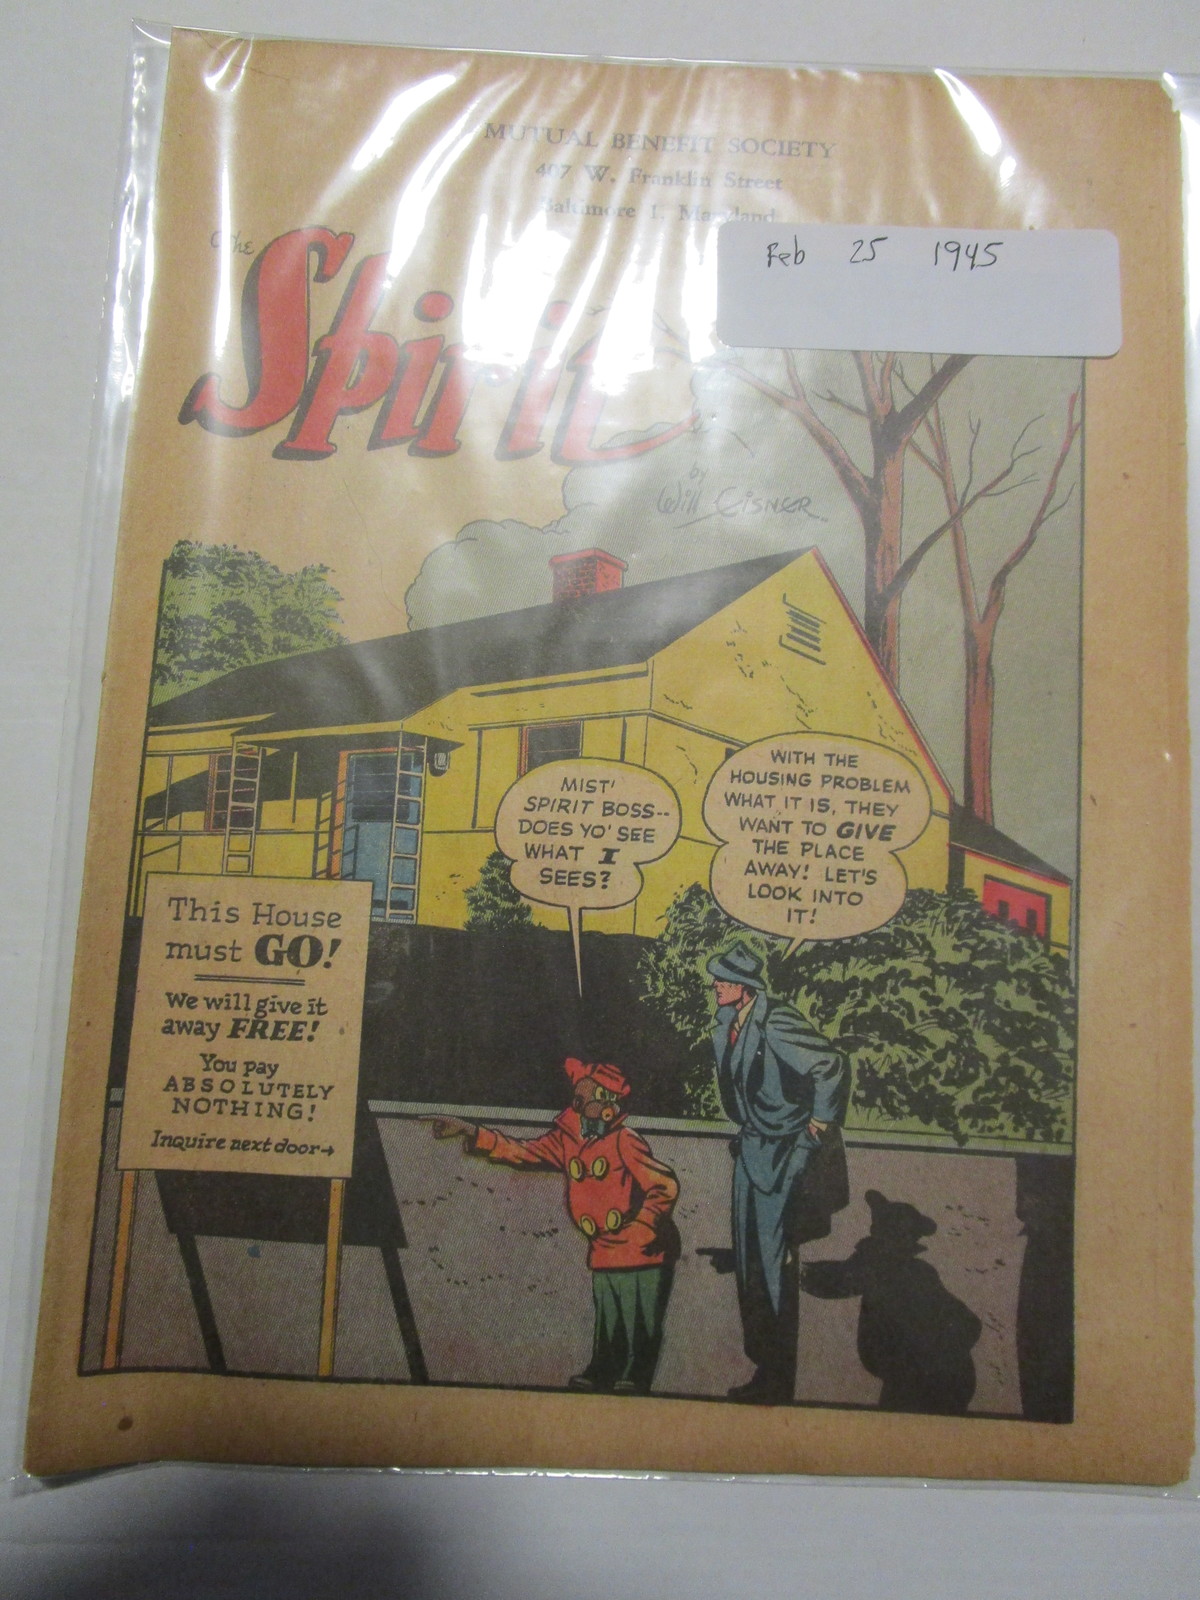 MUTUAL BENEFIT SOCIETY
407 W. Franklin Street
Baltimore 1, Maryland
Feb 25 1945
The
Spirit
by
Will Eisner.
MIST'
SPIRIT BOSS--
DOES YO' SEE
WHAT I
SEES?
WITH THE
HOUSING PROBLEM
WHAT IT IS, THEY
WANT TO GIVE
THE PLACE
AWAY! LET'S
LOOK INTO
IT!
This House
must GO!
We will give it
away FREE!
You pay
ABSOLUTELY
NOTHING!
Inquire next door→